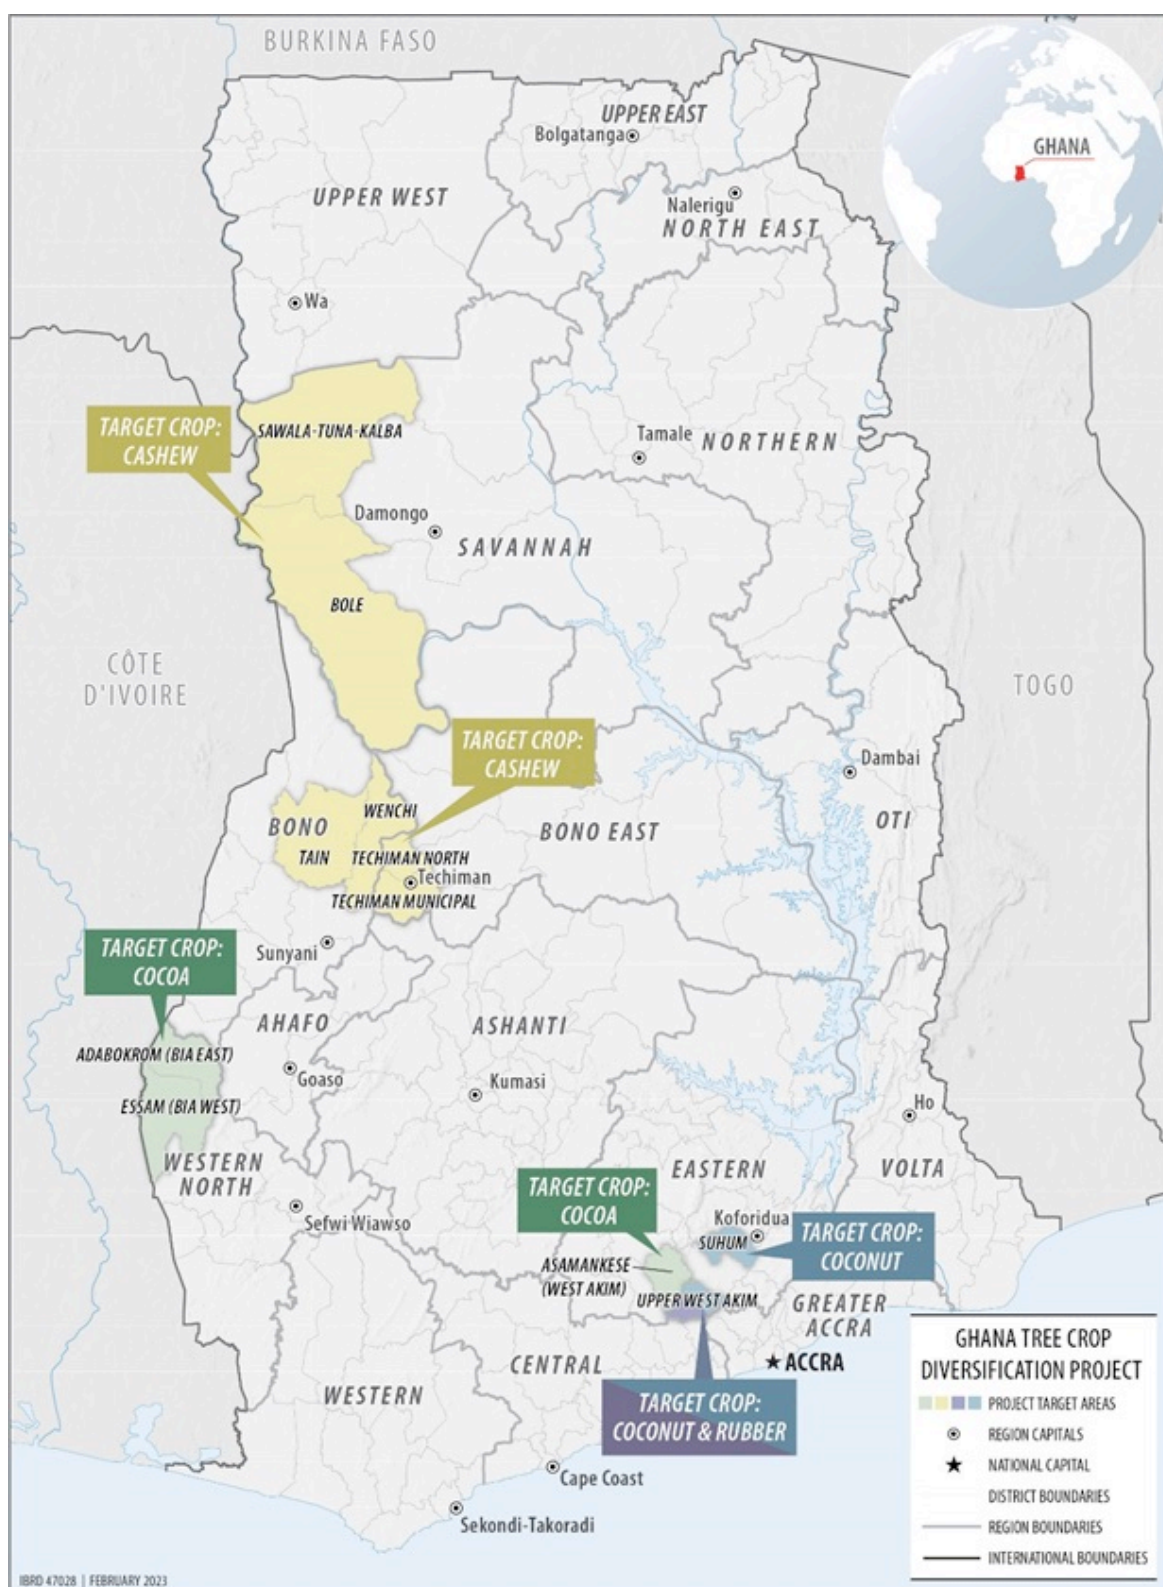 BURKINA FASO
UPPER EAST
Bolgatanga
GHANA
UPPER WEST
Nalerigu
NORTH EAST
Wa
TARGET CROP:
CASHEW
SAWALA-TUNA-KALBA
Tamale
NORTHERN
Damongo
SAVANNAH
BOLE
CÔTE
D'IVOIRE
TOGO
TARGET CROP:
CASHEW
Dambai
WENCHI
BONO
BONO EAST
OTI
TAIN
TECHIMAN NORTH
Techiman
TECHIMAN MUNICIPAL
Sunyani
TARGET CROP:
COCOA
AHAFO
ASHANTI
ADABOKROM (BIA EAST)
Goaso
Kumasi
ESSAM (BIA WEST)
Ho
WESTERN
NORTH
EASTERN
VOLTA
TARGET CROP:
COCOA
Sefwi Wiawso
Koforidua
SUHUM
TARGET CROP:
COCONUT
ASAMANKESE
(WEST AKIM)
UPPER WEST AKIM
GREATER
ACCRA
CENTRAL
ACCRA
WESTERN
TARGET CROP:
COCONUT & RUBBER
Cape Coast
Sekondi-Takoradi
GHANA TREE CROP
DIVERSIFICATION PROJECT
PROJECT TARGET AREAS
REGION CAPITALS
NATIONAL CAPITAL
DISTRICT BOUNDARIES
REGION BOUNDARIES
INTERNATIONAL BOUNDARIES
IBRD 47028 | FEBRUARY 2023